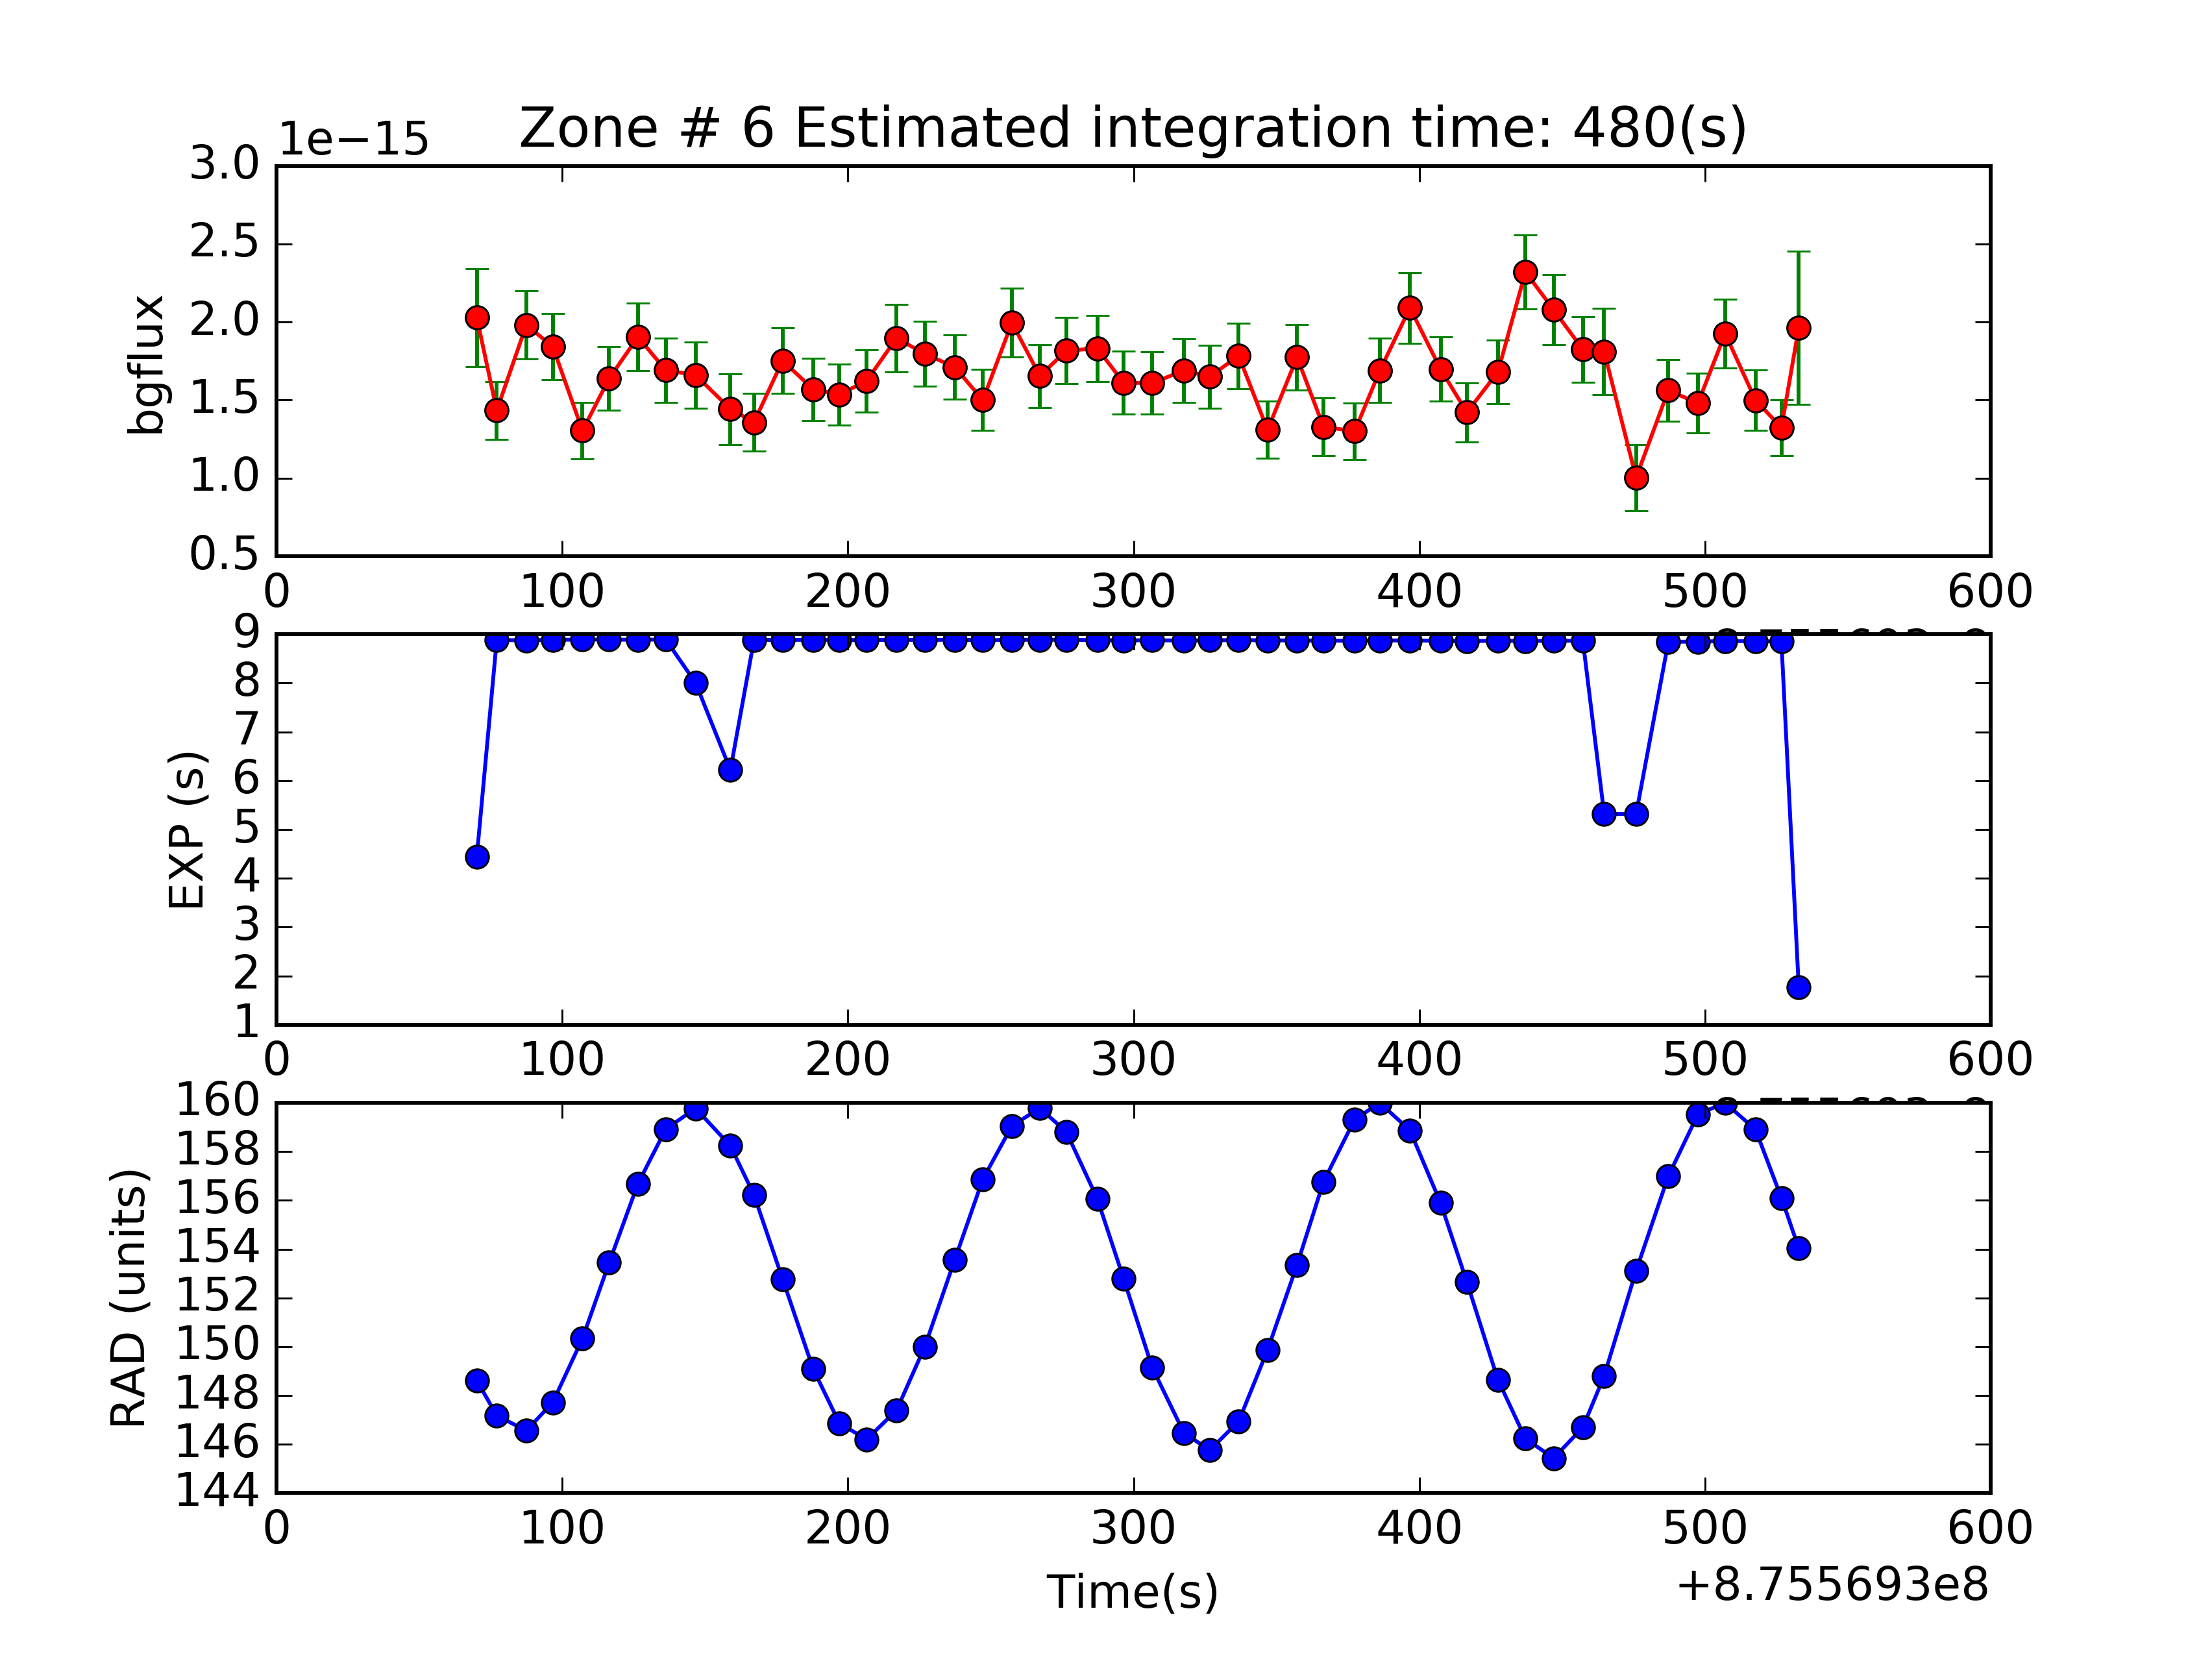 1e−15
Zone # 6 Estimated integration time: 480(s)
3.0
2.5
2.0
1.5
1.0
0.5
bgflux
0 100 200 300 400 500 600
9
8
7
6
5
4
3
2
1
EXP (s)
0 100 200 300 400 500 600
160
158
156
154
152
150
148
146
144
RAD (units)
0 100 200 300 400 500 600
Time(s)
+8.755693e8